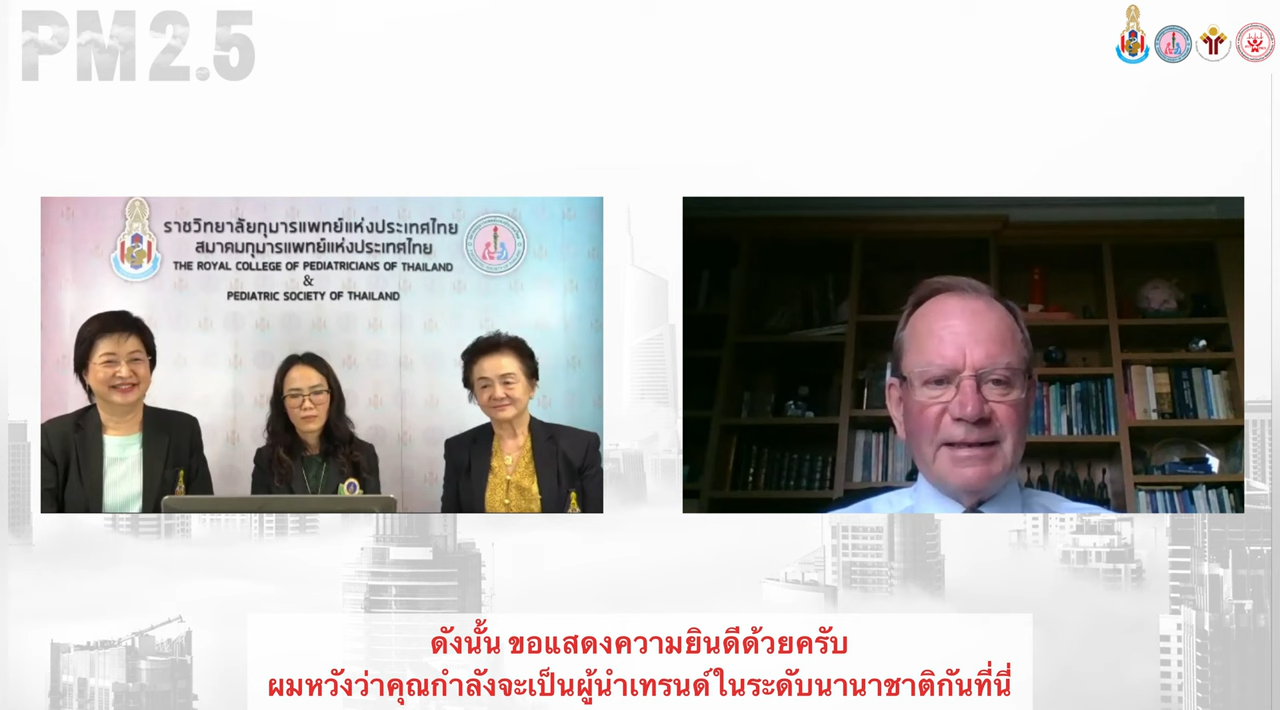 PM2.5
ราชวิทยาลัยกุมารแพทย์แห่งประเทศไทย
สมาคมกุมารแพทย์แห่งประเทศไทย
THE ROYAL COLLEGE OF PEDIATRICIANS OF THAILAND
&
PEDIATRIC SOCIETY OF THAILAND
ดังนั้น ขอแสดงความยินดีด้วยครับ
ผมหวังว่าคุณกำลังจะเป็นผู้นำเทรนด์ในระดับนานาชาติกันที่นี่